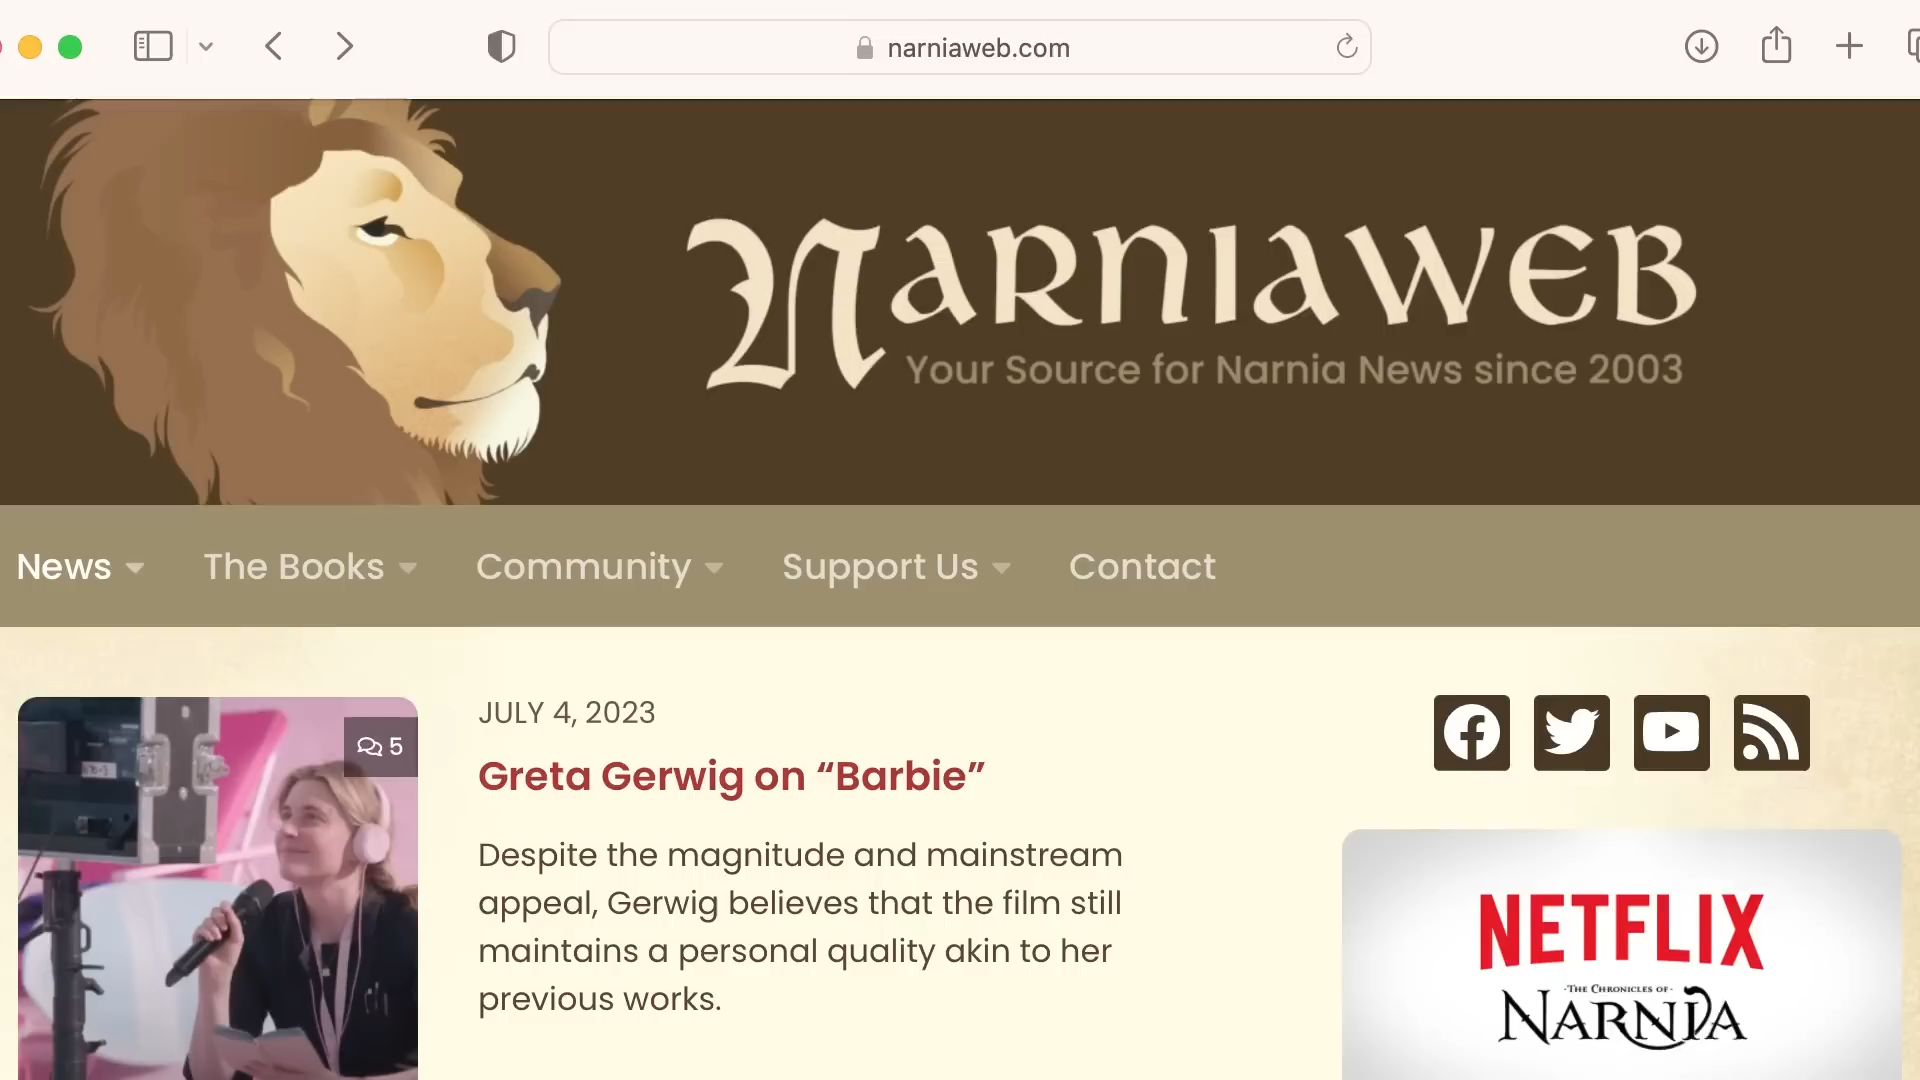 narniaweb.com
NARNIAWEB
Your Source for Narnia News since 2003
News
The Books
Community
Support Us
Contact
5
JULY 4, 2023
Greta Gerwig on “Barbie”
Despite the magnitude and mainstream
appeal, Gerwig believes that the film still
maintains a personal quality akin to her
previous works.
NETFLIX
·THE CHRONICLES OF·
NARNIA